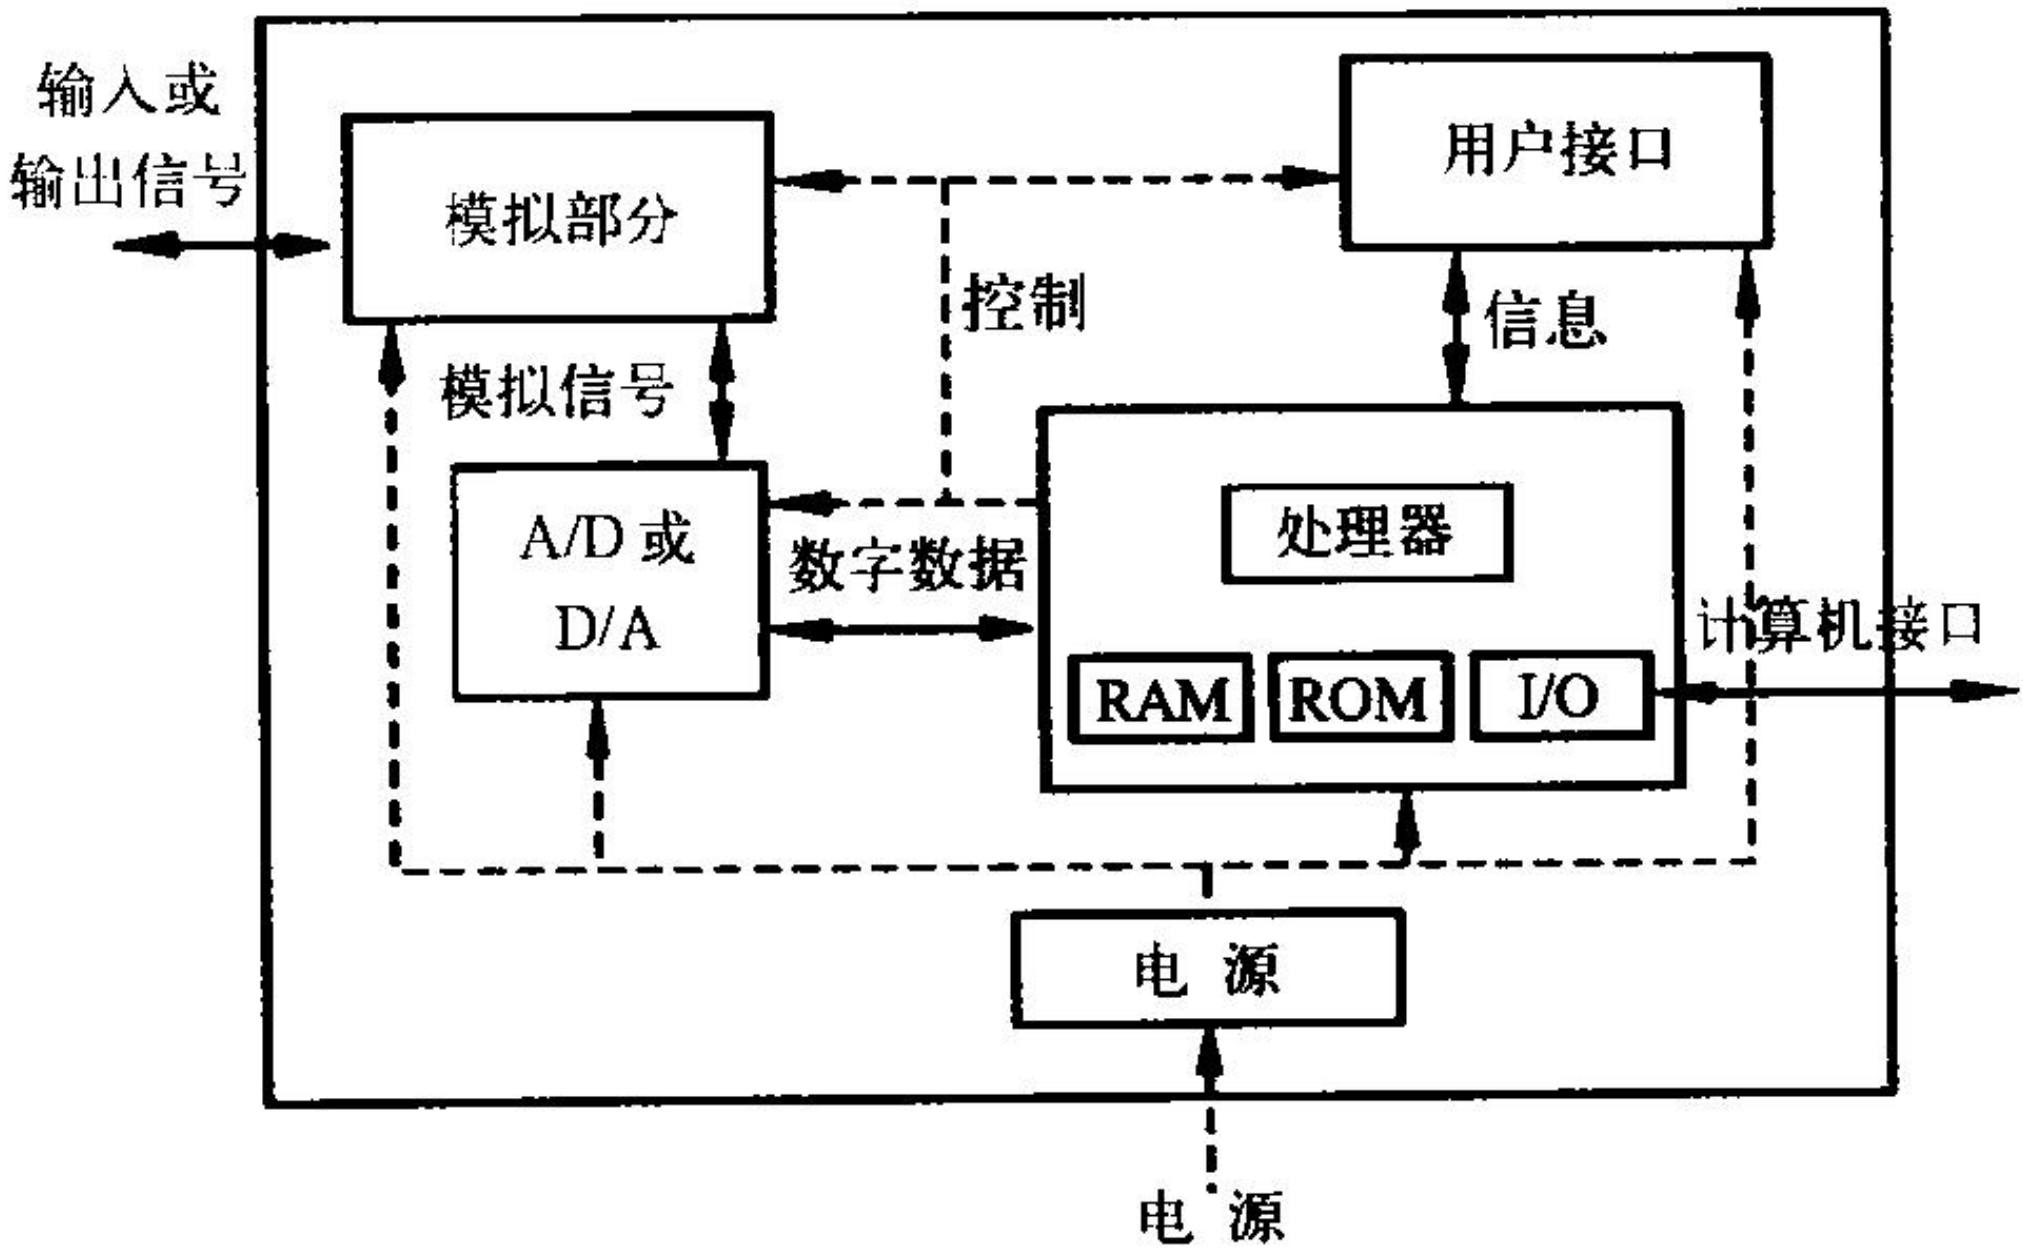 输入或
输出信号
模拟部分
用户接口
控制
信息
模拟信号
A/D 或
D/A
数字数据
处理器
RAM
ROM
I/O
计算机接口
电 源
电 源